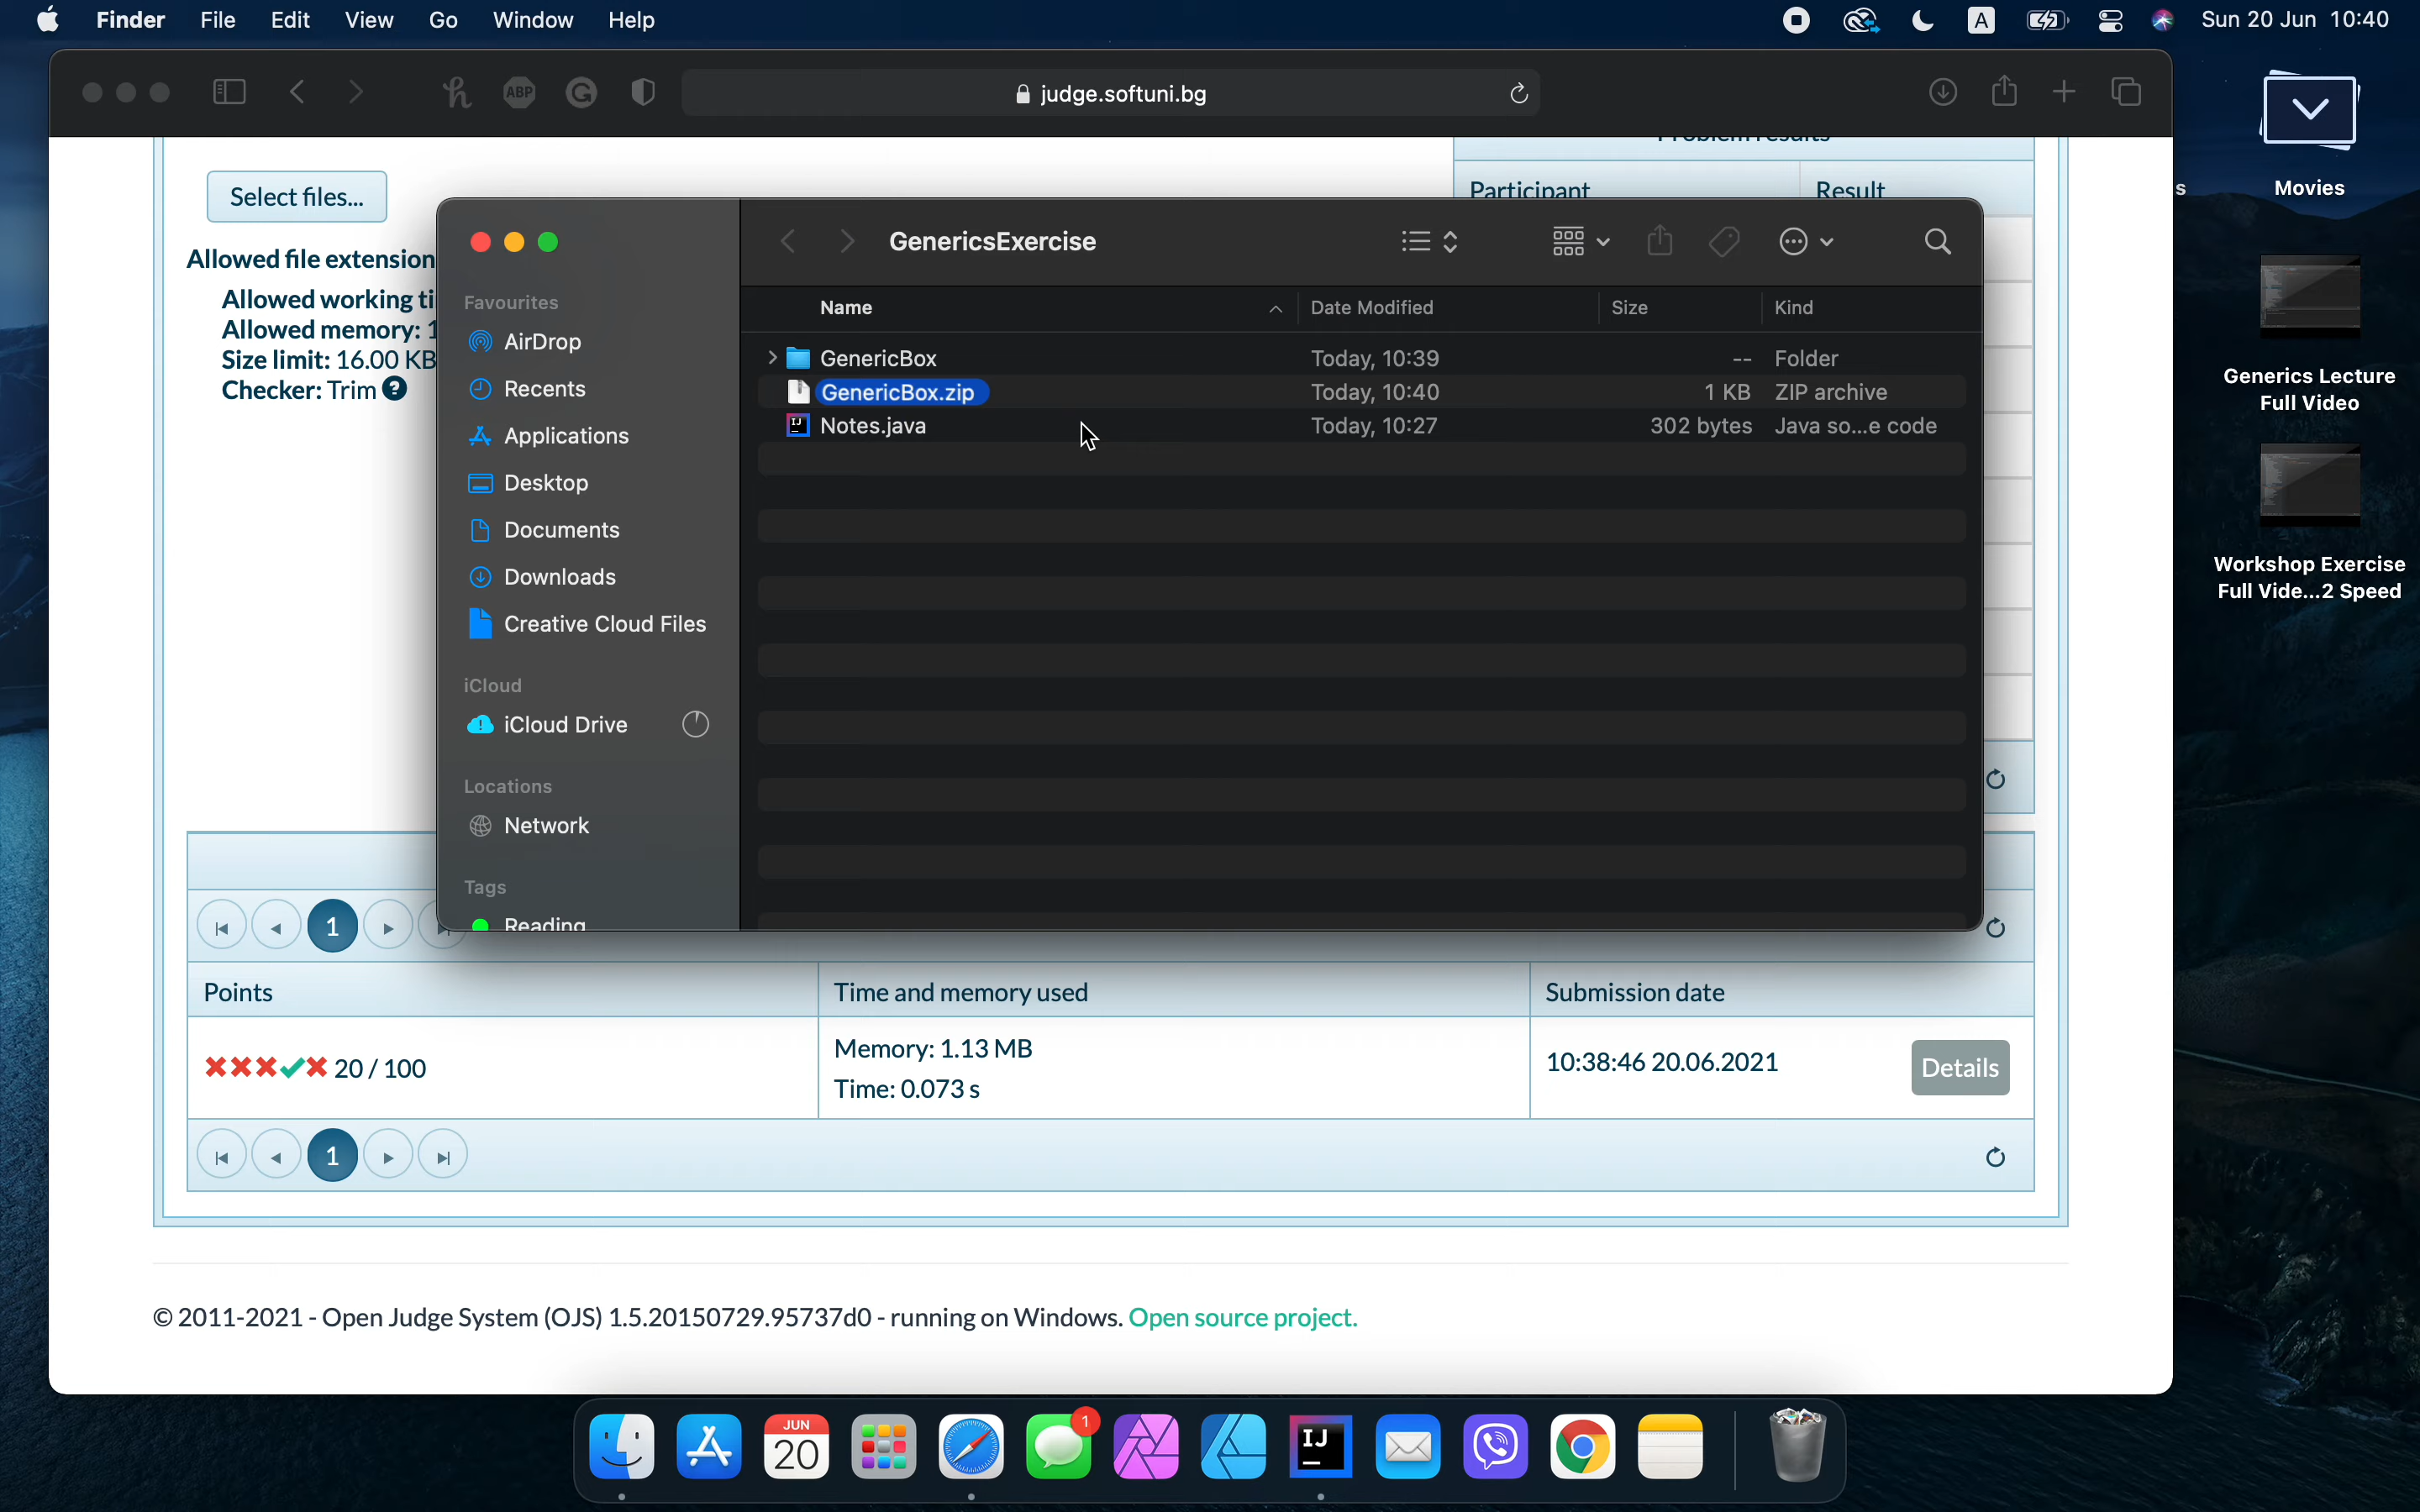 Finder File Edit View Go Window Help
A
Sun 20 Jun 10:40
ABP
judge.softuni.bg
Movies
s
Generics Lecture
Full Video
Workshop Exercise
Full Vide...2 Speed
Problem results
Participant Result
Select files...
Allowed file extension
Allowed working ti
Allowed memory: 1
Size limit: 16.00 KB
Checker: Trim ?
GenericsExercise
Favourites
AirDrop
Recents
Applications
Desktop
Documents
Downloads
Creative Cloud Files
iCloud
iCloud Drive
Locations
Network
Tags
Reading
Name Date Modified Size Kind
GenericBox Today, 10:39 -- Folder
GenericBox.zip Today, 10:40 1 KB ZIP archive
Notes.java Today, 10:27 302 bytes Java so...e code
1
Points Time and memory used Submission date
20 / 100
Memory: 1.13 MB
Time: 0.073 s
10:38:46 20.06.2021
Details
1
© 2011-2021 - Open Judge System (OJS) 1.5.20150729.95737d0 - running on Windows. Open source project.
JUN
20
1
IJ